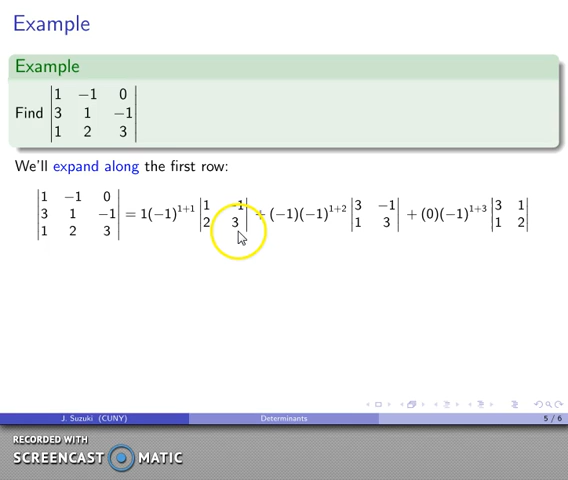 Example
Example
Find |1 −1 0|
|3 1 −1|
|1 2 3|
We'll expand along the first row:
|1 −1 0|
|3 1 −1| = 1(−1)^{1+1} |1 −1; 2 3| + (−1)(−1)^{1+2} |3 −1; 1 3| + (0)(−1)^{1+3} |3 1; 1 2|
|1 2 3|
J. Suzuki (CUNY) Determinants 5 / 6
RECORDED WITH
SCREENCAST MATIC